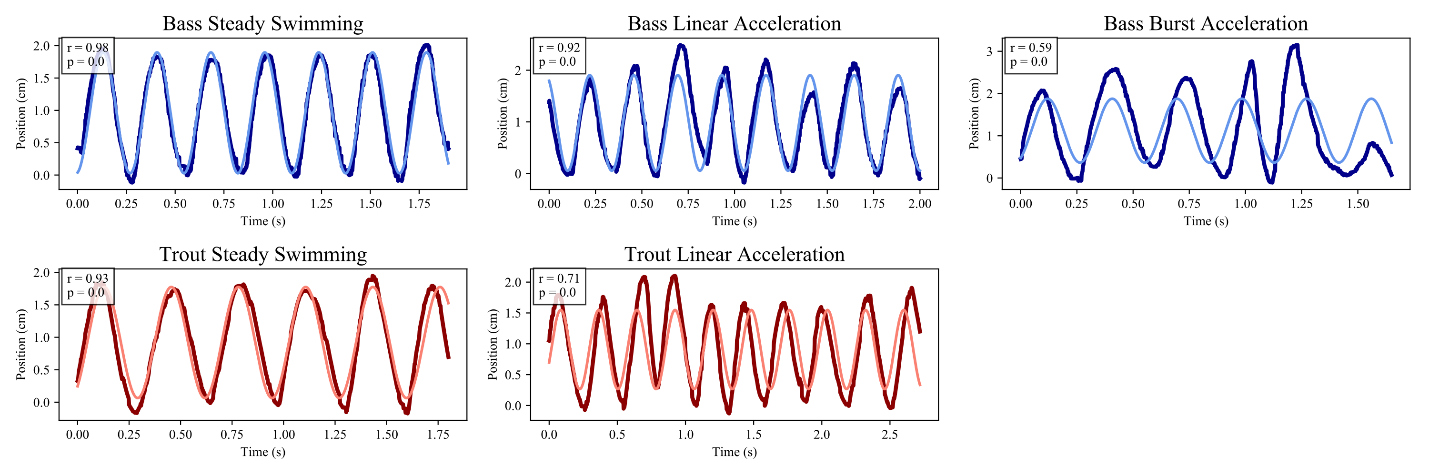 Bass Steady Swimming
r = 0.98
p = 0.0
2.0
1.5
1.0
0.5
0.0
Position (cm)
0.00 0.25 0.50 0.75 1.00 1.25 1.50 1.75
Time (s)
Bass Linear Acceleration
r = 0.92
p = 0.0
2
1
0
Position (cm)
0.00 0.25 0.50 0.75 1.00 1.25 1.50 1.75 2.00
Time (s)
Bass Burst Acceleration
r = 0.59
p = 0.0
3
2
1
0
Position (cm)
0.00 0.25 0.50 0.75 1.00 1.25 1.50
Time (s)
Trout Steady Swimming
r = 0.93
p = 0.0
2.0
1.5
1.0
0.5
0.0
Position (cm)
0.00 0.25 0.50 0.75 1.00 1.25 1.50 1.75
Time (s)
Trout Linear Acceleration
r = 0.71
p = 0.0
2.0
1.5
1.0
0.5
0.0
Position (cm)
0.0 0.5 1.0 1.5 2.0 2.5
Time (s)